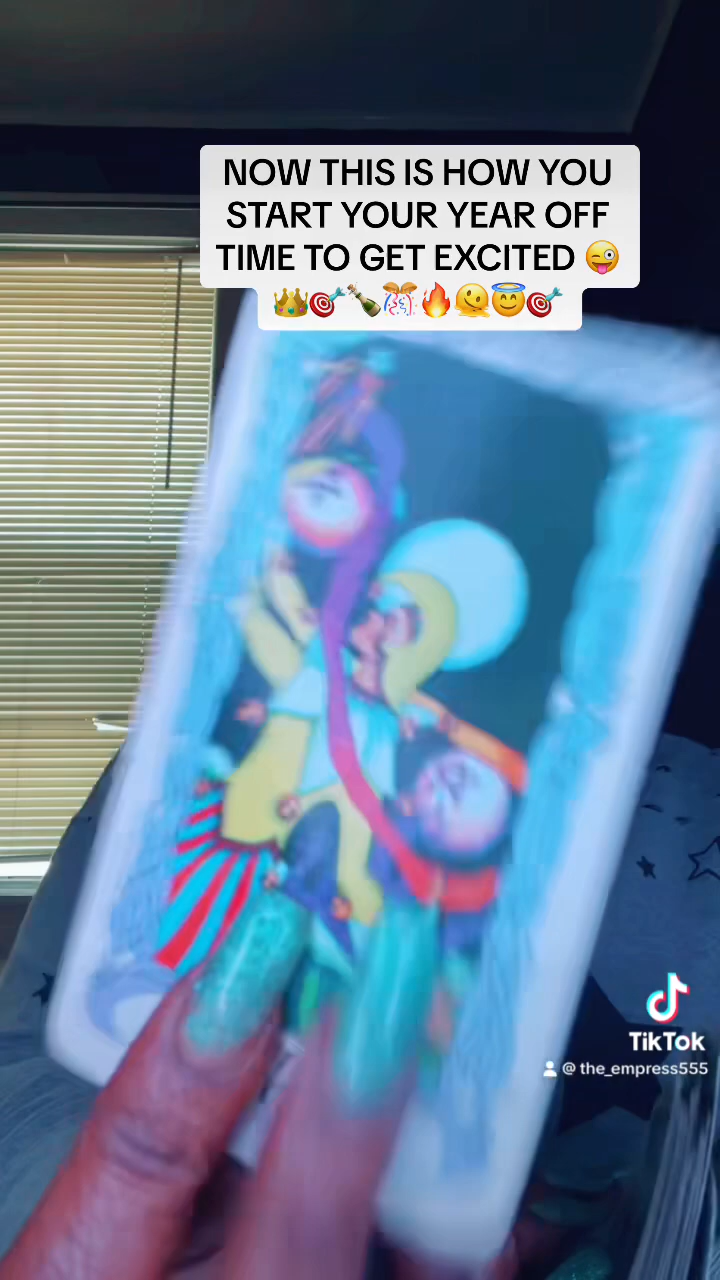 NOW THIS IS HOW YOU
START YOUR YEAR OFF
TIME TO GET EXCITED 😜
👑🎯🍾🎊🔥🫠😇🎯
TikTok
@ the_empress555